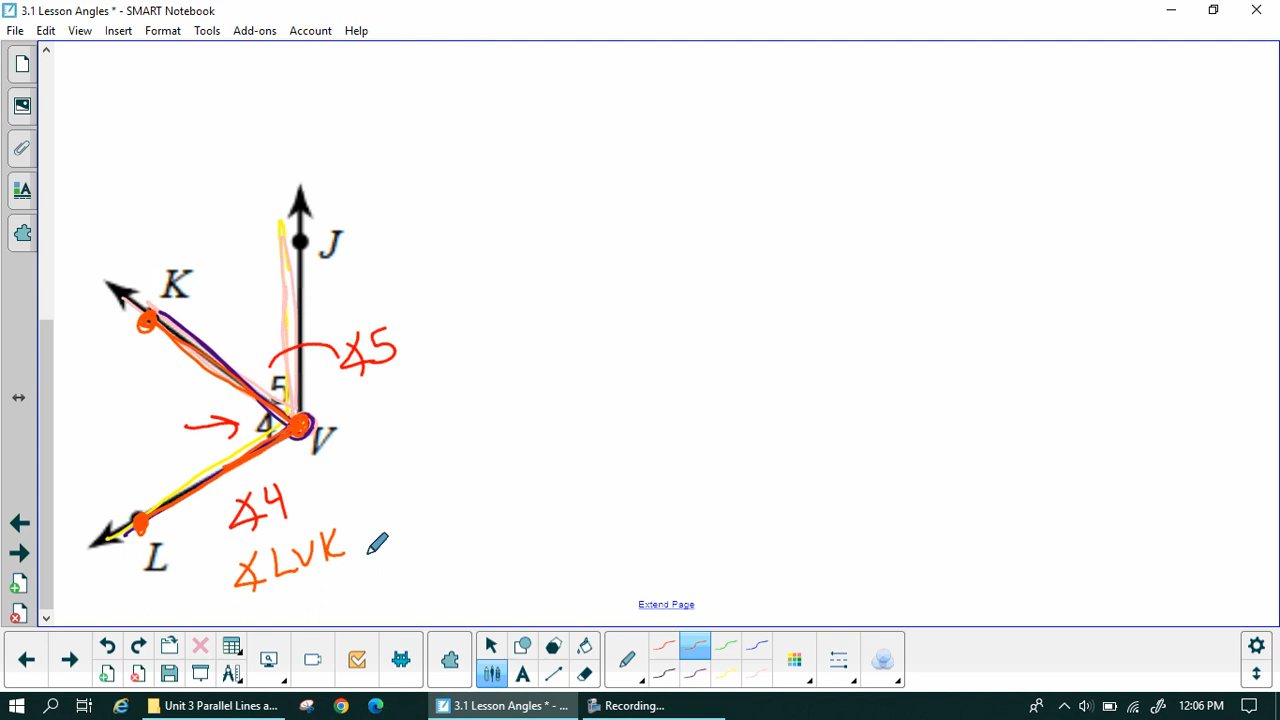 3.1 Lesson Angles * - SMART Notebook
File Edit View Insert Format Tools Add-ons Account Help
J
K
5
∡5
4
V
∡4
L
∡LVK
Extend Page
A
Unit 3 Parallel Lines a...
3.1 Lesson Angles * - ...
Recording...
12:06 PM